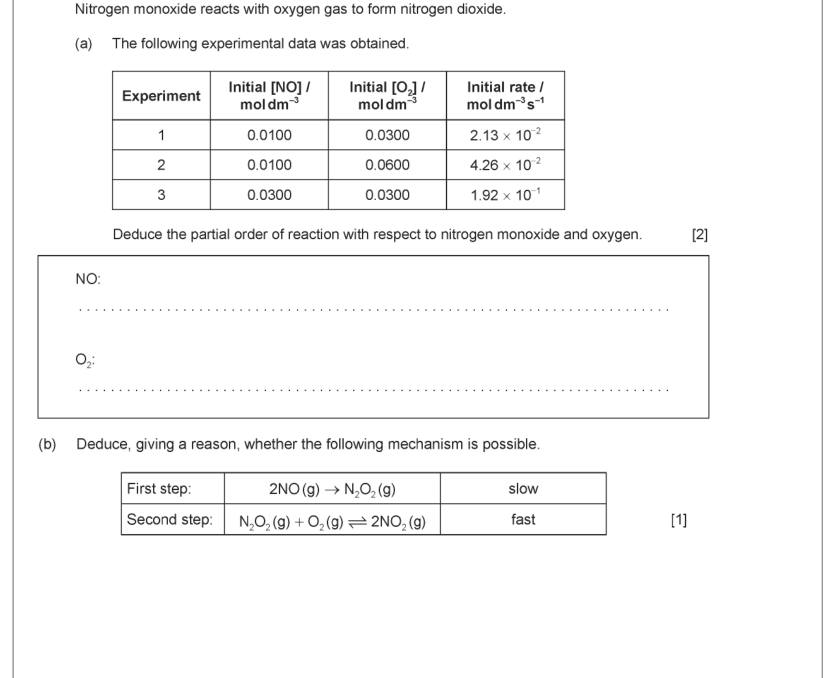 Nitrogen monoxide reacts with oxygen gas to form nitrogen dioxide.
(a) The following experimental data was obtained.
Experiment Initial [NO] / mol dm⁻³ Initial [O₂] / mol dm⁻³ Initial rate / mol dm⁻³ s⁻¹
1 0.0100 0.0300 2.13 × 10⁻²
2 0.0100 0.0600 4.26 × 10⁻²
3 0.0300 0.0300 1.92 × 10⁻¹
Deduce the partial order of reaction with respect to nitrogen monoxide and oxygen. [2]
NO:
O₂:
(b) Deduce, giving a reason, whether the following mechanism is possible.
First step: 2NO (g) → N₂O₂ (g) slow
Second step: N₂O₂ (g) + O₂ (g) ⇌ 2NO₂ (g) fast [1]